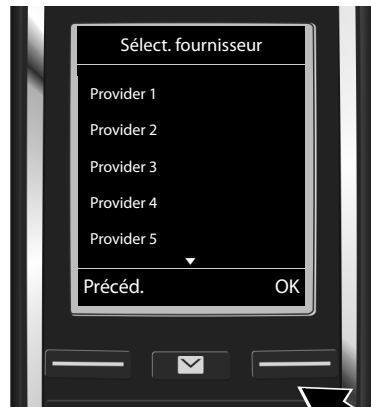 Sélect. fournisseur
Provider 1
Provider 2
Provider 3
Provider 4
Provider 5
Précéd. OK